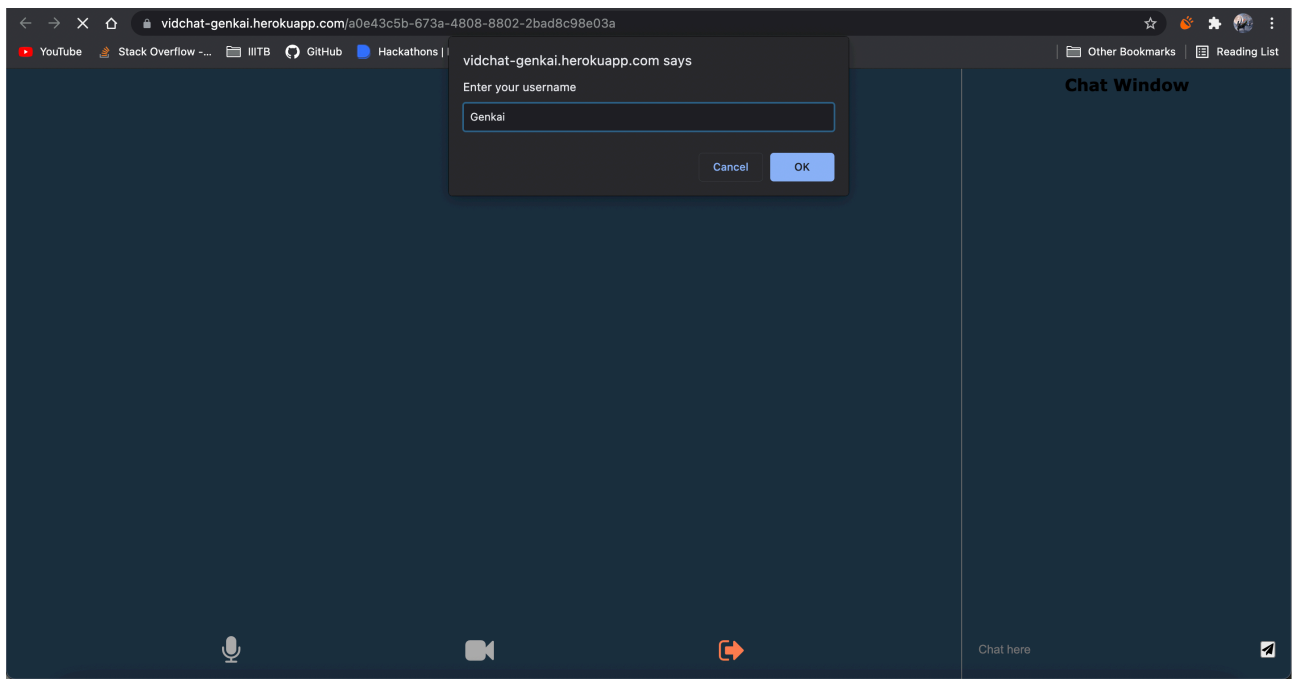 vidchat-genkai.herokuapp.com/a0e43c5b-673a-4808-8802-2bad8c98e03a
YouTube Stack Overflow -... IIITB GitHub Hackathons | Other Bookmarks Reading List
vidchat-genkai.herokuapp.com says
Enter your username
Genkai
Cancel OK
Chat Window
Chat here